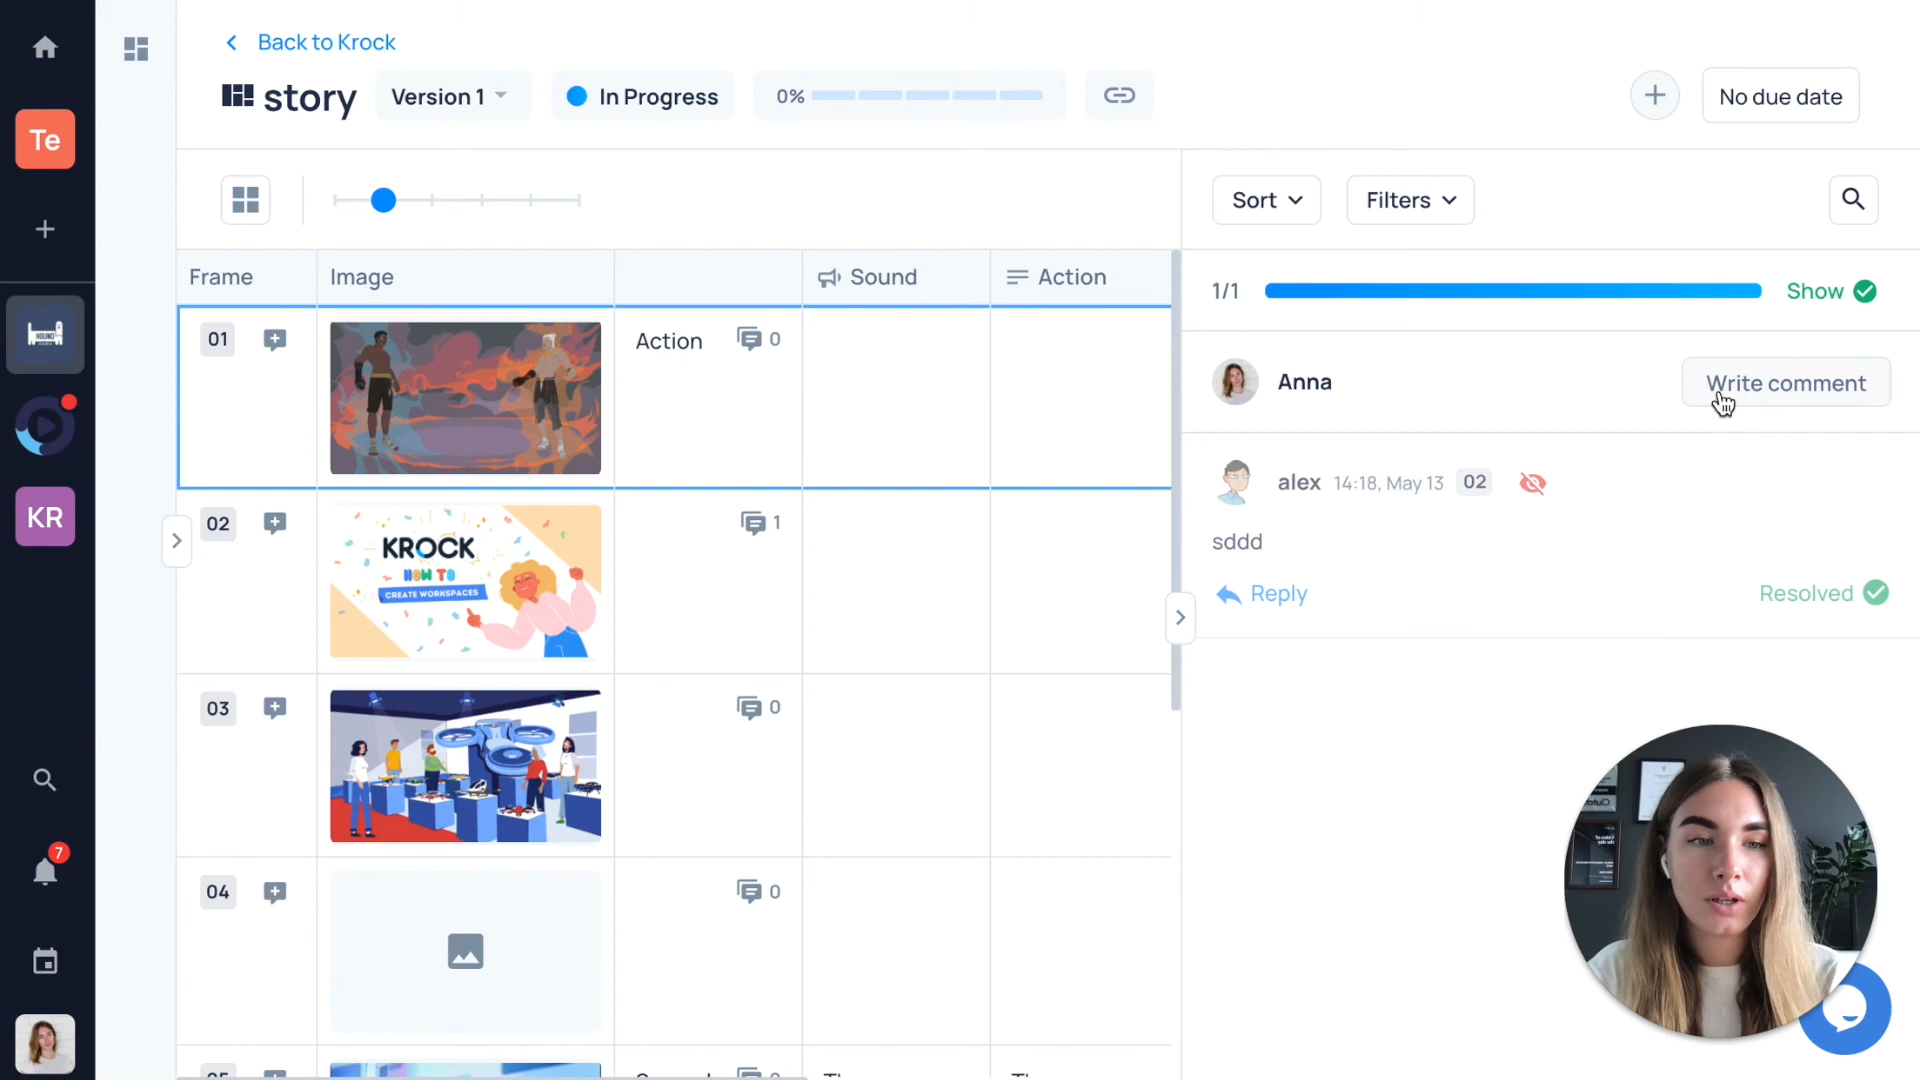 Back to Krock
story
Version 1
In Progress
0%
No due date
Te
Sort
Filters
Frame
Image
Sound
Action
1/1
Show
01
Action
0
Anna
Write comment
HOUND
alex 14:18, May 13 02
sddd
Reply
Resolved
02
KROCK
HOW TO
CREATE WORKSPACES
1
KR
03
0
04
0
7